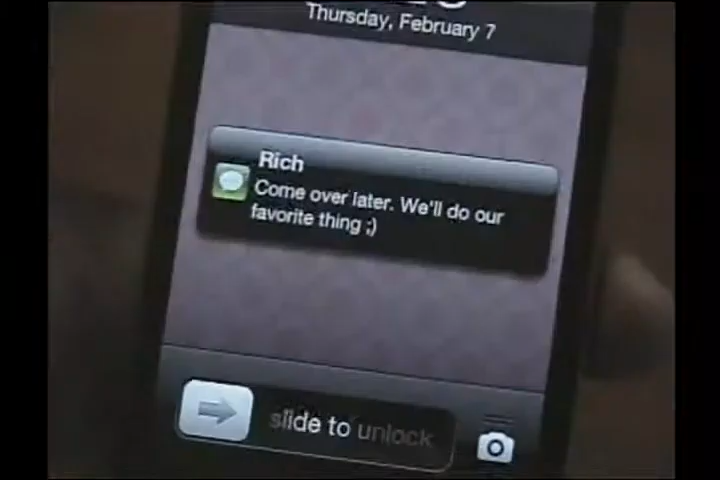 Thursday, February 7
Rich
Come over later. We'll do our
favorite thing ;)
slide to unlock